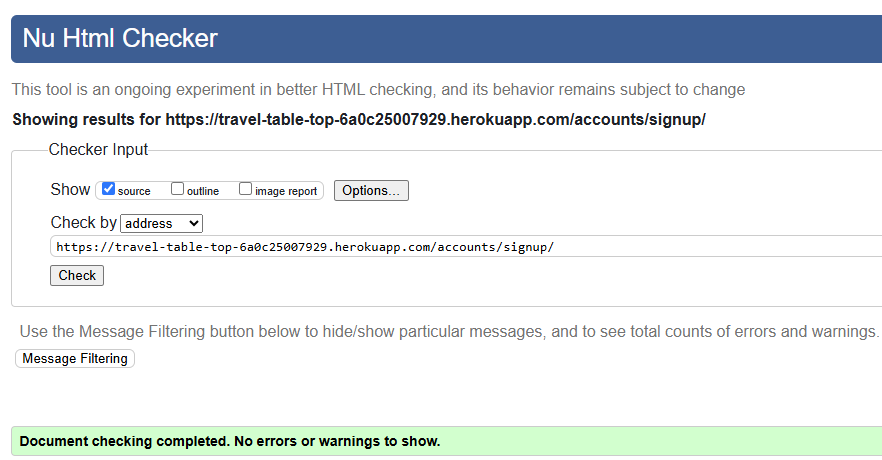 Nu Html Checker
This tool is an ongoing experiment in better HTML checking, and its behavior remains subject to change
Showing results for https://travel-table-top-6a0c25007929.herokuapp.com/accounts/signup/
Checker Input
Show source outline image report Options...
Check by address
https://travel-table-top-6a0c25007929.herokuapp.com/accounts/signup/
Check
Use the Message Filtering button below to hide/show particular messages, and to see total counts of errors and warnings.
Message Filtering
Document checking completed. No errors or warnings to show.